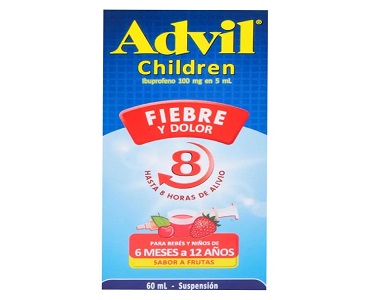 Advil®
Children
Ibuprofeno 100 mg en 5 mL
FIEBRE
Y DOLOR
8
HASTA 8 HORAS DE ALIVIO
PARA BEBÉS Y NIÑOS DE
6 MESES a 12 AÑOS
SABOR A FRUTAS
60 mL - Suspensión